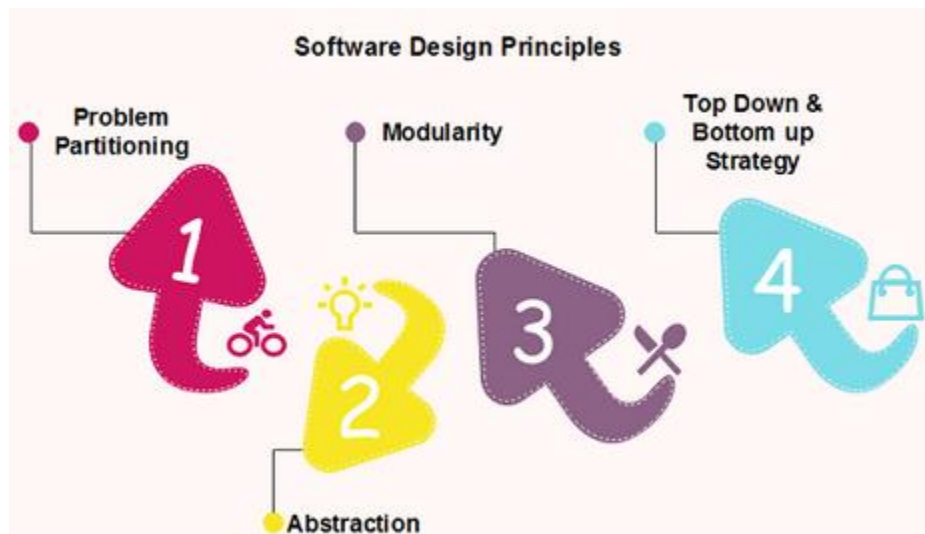 Software Design Principles
Problem
Partitioning
1
Abstraction
2
Modularity
3
Top Down &
Bottom up
Strategy
4